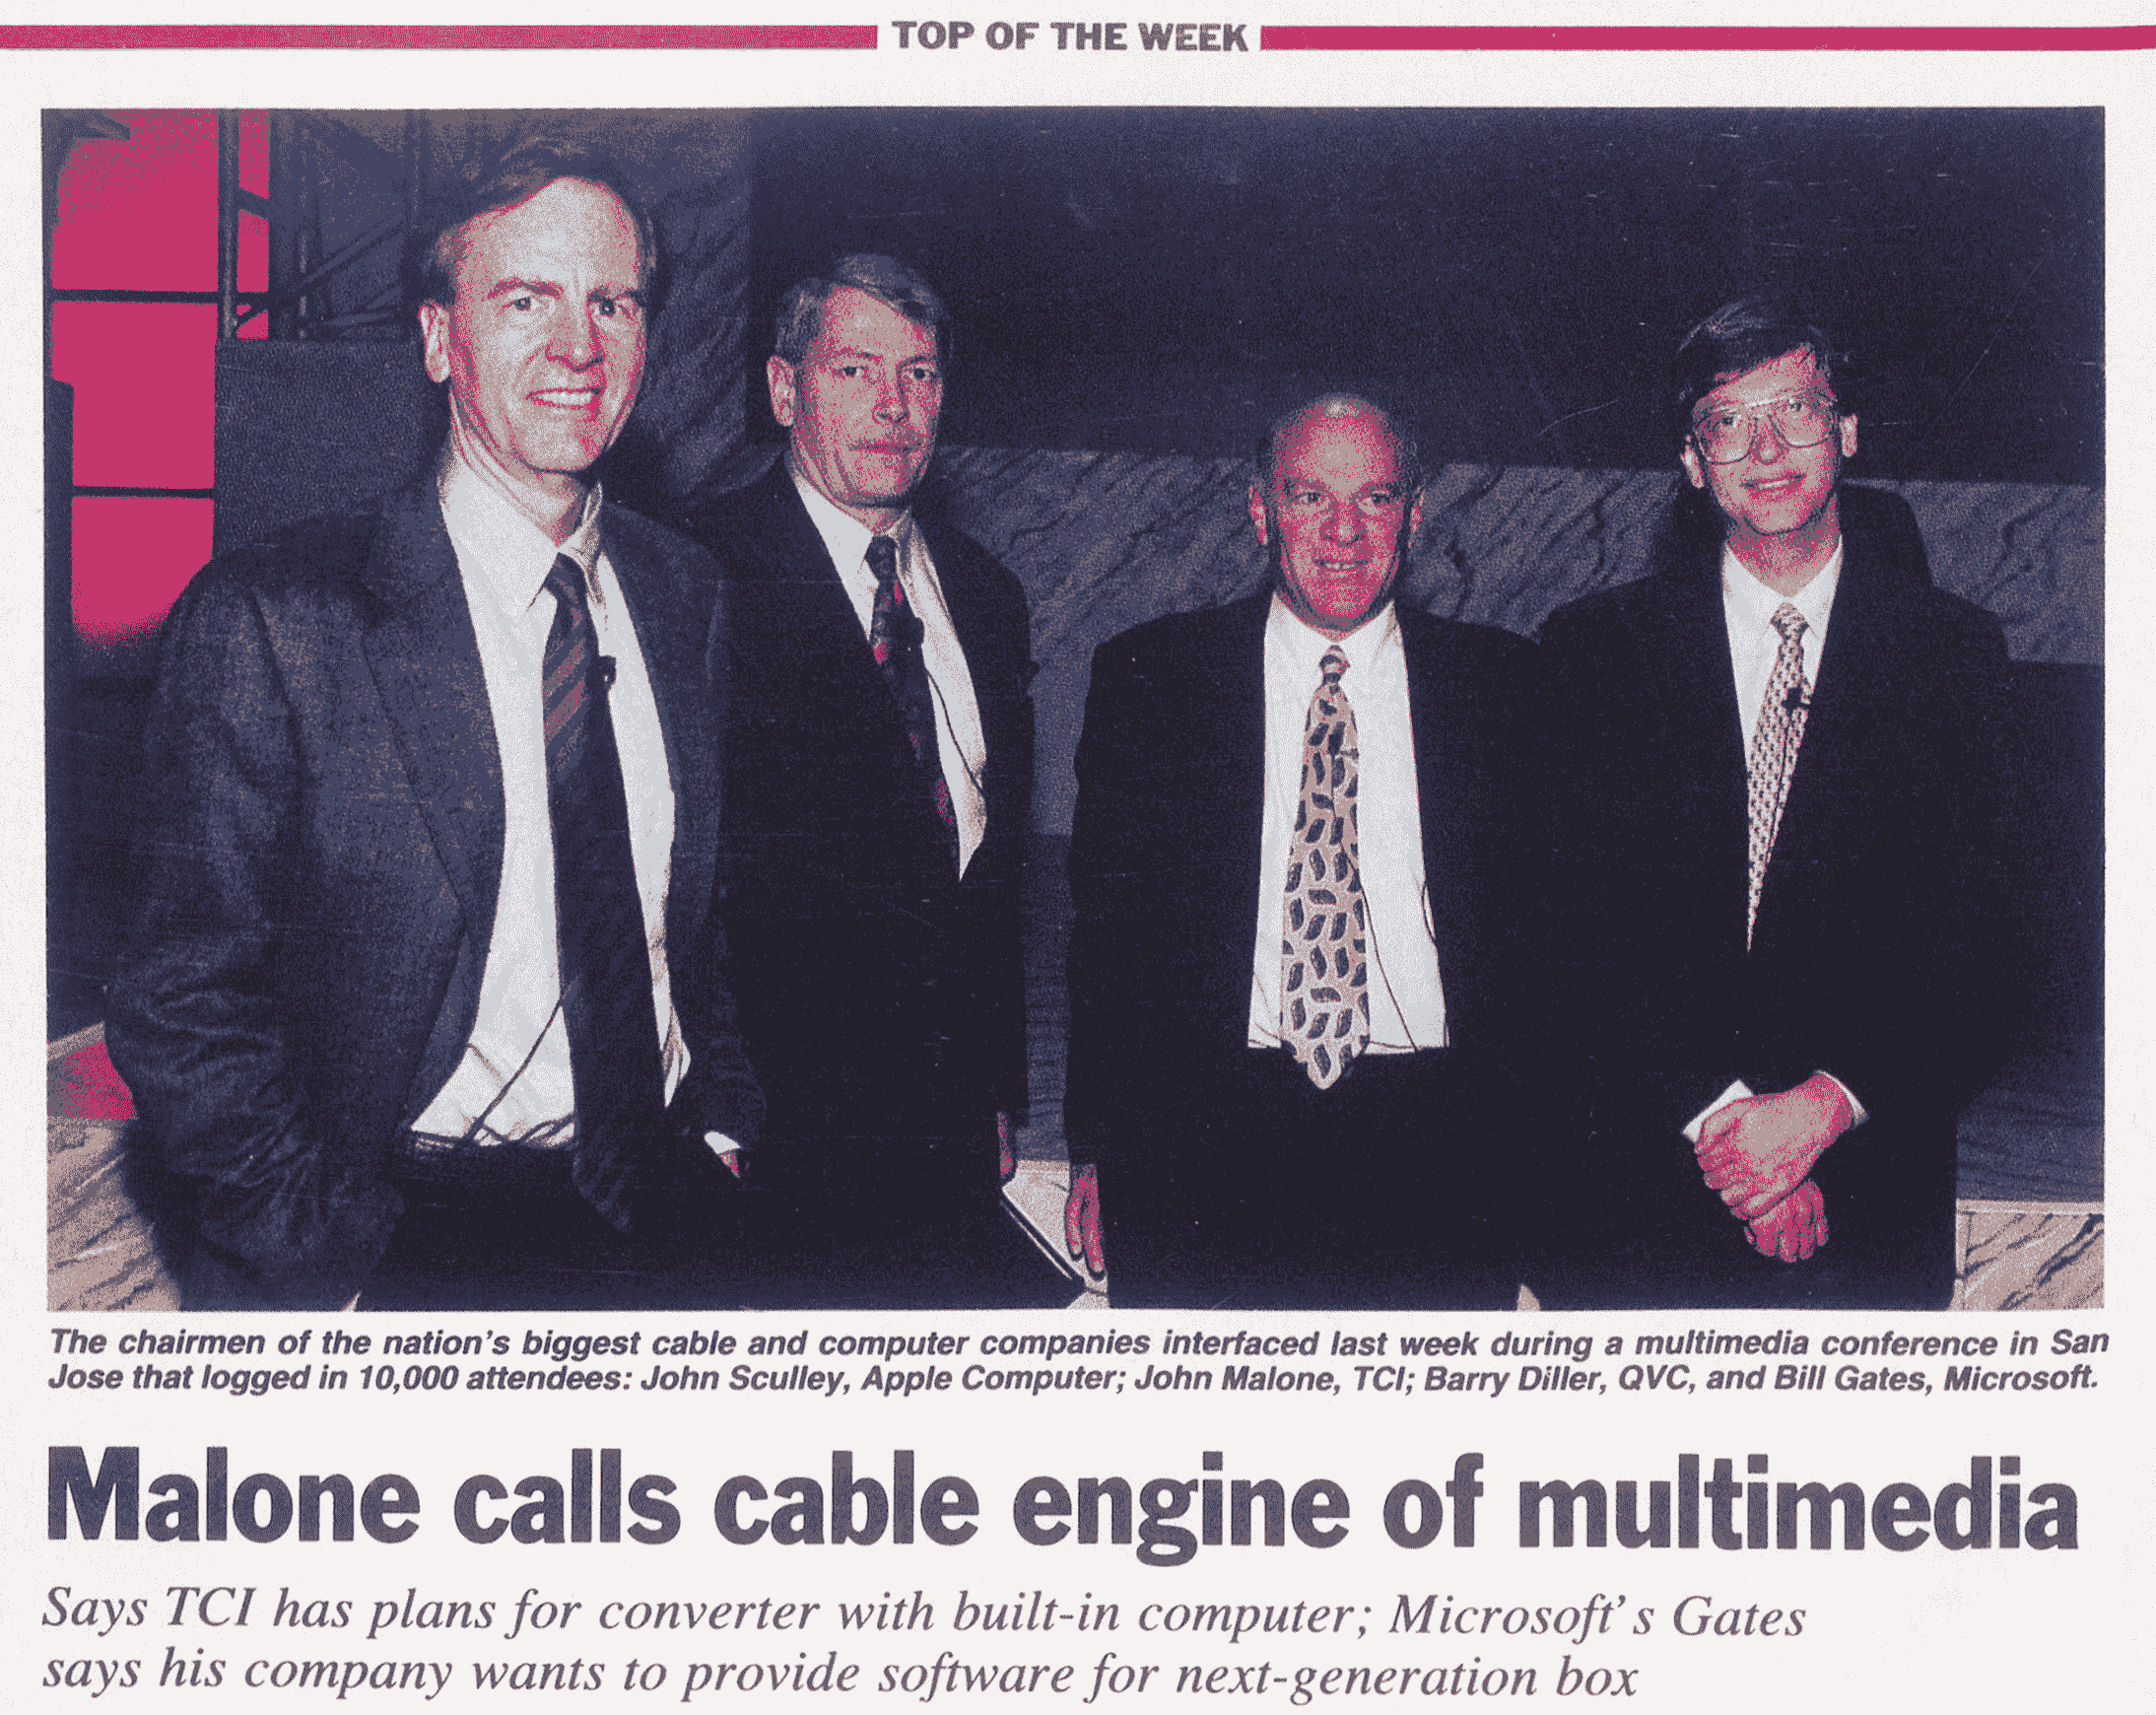 TOP OF THE WEEK
The chairmen of the nation's biggest cable and computer companies interfaced last week during a multimedia conference in San
Jose that logged in 10,000 attendees: John Sculley, Apple Computer; John Malone, TCI; Barry Diller, QVC, and Bill Gates, Microsoft.
Malone calls cable engine of multimedia
Says TCI has plans for converter with built-in computer; Microsoft's Gates
says his company wants to provide software for next-generation box